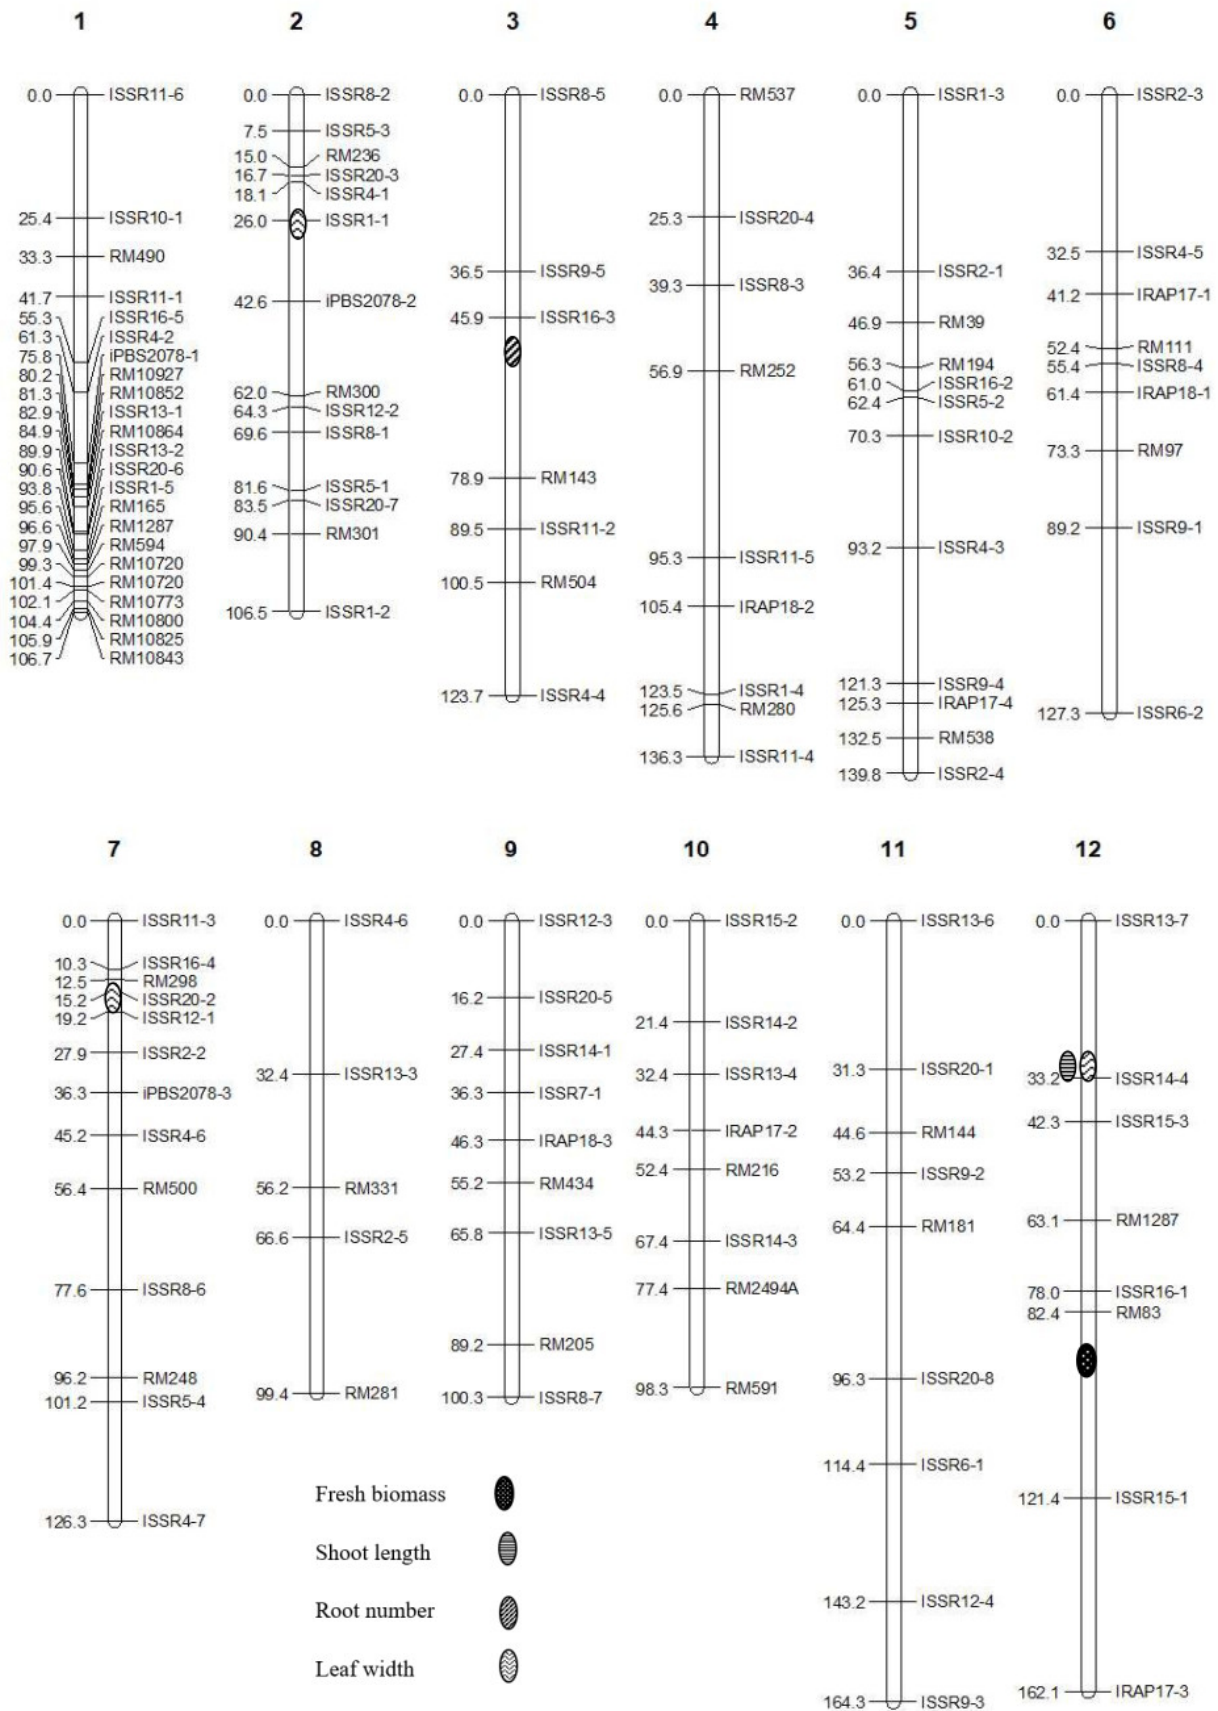 1 2 3 4 5 6
0.0 ISSR11-6
25.4 ISSR10-1
33.3 RM490
41.7 ISSR11-1
55.3 ISSR16-5
61.3 ISSR4-2
75.8 iPBS2078-1
80.2 RM10927
81.3 RM10852
82.9 ISSR13-1
84.9 RM10864
89.9 ISSR13-2
90.6 ISSR20-6
93.8 ISSR1-5
95.6 RM165
96.6 RM1287
97.9 RM594
99.3 RM10720
101.4 RM10720
102.1 RM10773
104.4 RM10800
105.9 RM10825
106.7 RM10843
0.0 ISSR8-2
7.5 ISSR5-3
15.0 RM236
16.7 ISSR20-3
18.1 ISSR4-1
26.0 ISSR1-1
42.6 iPBS2078-2
62.0 RM300
64.3 ISSR12-2
69.6 ISSR8-1
81.6 ISSR5-1
83.5 ISSR20-7
90.4 RM301
106.5 ISSR1-2
0.0 ISSR8-5
36.5 ISSR9-5
45.9 ISSR16-3
78.9 RM143
89.5 ISSR11-2
100.5 RM504
123.7 ISSR4-4
0.0 RM537
25.3 ISSR20-4
39.3 ISSR8-3
56.9 RM252
95.3 ISSR11-5
105.4 IRAP18-2
123.5 ISSR1-4
125.6 RM280
136.3 ISSR11-4
0.0 ISSR1-3
36.4 ISSR2-1
46.9 RM39
56.3 RM194
61.0 ISSR16-2
62.4 ISSR5-2
70.3 ISSR10-2
93.2 ISSR4-3
121.3 ISSR9-4
125.3 IRAP17-4
132.5 RM538
139.8 ISSR2-4
0.0 ISSR2-3
32.5 ISSR4-5
41.2 IRAP17-1
52.4 RM111
55.4 ISSR8-4
61.4 IRAP18-1
73.3 RM97
89.2 ISSR9-1
127.3 ISSR6-2
7 8 9 10 11 12
0.0 ISSR11-3
10.3 ISSR16-4
12.5 RM298
15.2 ISSR20-2
19.2 ISSR12-1
27.9 ISSR2-2
36.3 iPBS2078-3
45.2 ISSR4-6
56.4 RM500
77.6 ISSR8-6
96.2 RM248
101.2 ISSR5-4
126.3 ISSR4-7
0.0 ISSR4-6
32.4 ISSR13-3
56.2 RM331
66.6 ISSR2-5
99.4 RM281
0.0 ISSR12-3
16.2 ISSR20-5
27.4 ISSR14-1
36.3 ISSR7-1
46.3 IRAP18-3
55.2 RM434
65.8 ISSR13-5
89.2 RM205
100.3 ISSR8-7
0.0 ISSR15-2
21.4 ISSR14-2
32.4 ISSR13-4
44.3 IRAP17-2
52.4 RM216
67.4 ISSR14-3
77.4 RM2494A
98.3 RM591
0.0 ISSR13-6
31.3 ISSR20-1
44.6 RM144
53.2 ISSR9-2
64.4 RM181
96.3 ISSR20-8
114.4 ISSR6-1
143.2 ISSR12-4
164.3 ISSR9-3
0.0 ISSR13-7
33.2 ISSR14-4
42.3 ISSR15-3
63.1 RM1287
78.0 ISSR16-1
82.4 RM83
121.4 ISSR15-1
162.1 IRAP17-3
Fresh biomass
Shoot length
Root number
Leaf width